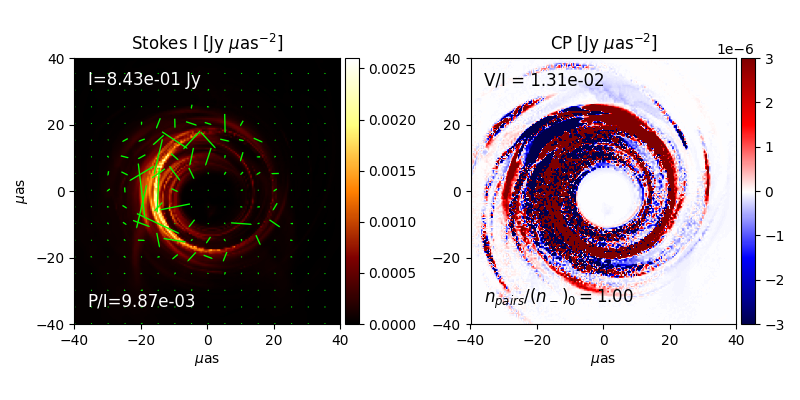 Stokes I [Jy μas⁻²]
I=8.43e-01 Jy
P/I=9.87e-03
40
20
0
−20
−40
μas
−40 −20 0 20 40
μas
0.0025
0.0020
0.0015
0.0010
0.0005
0.0000
CP [Jy μas⁻²]
1e-6
V/I = 1.31e-02
n_{pairs}/(n_−)_0 = 1.00
40
20
0
−20
−40
−40 −20 0 20 40
μas
3
2
1
0
−1
−2
−3